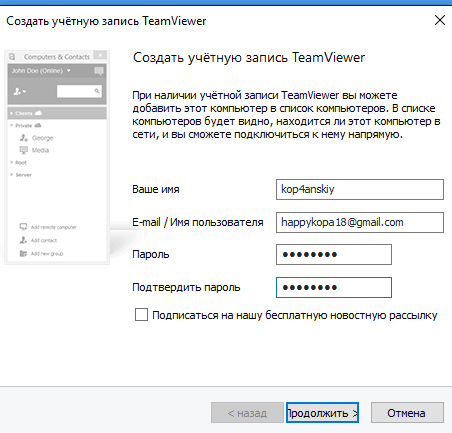 Создать учётную запись TeamViewer
Computers & Contacts
John Doe (Online)
Clients
Private
George
Media
Root
Server
Add remote computer
Add contact
Add new group
Создать учётную запись TeamViewer
При наличии учётной записи TeamViewer вы можете
добавить этот компьютер в список компьютеров. В списке
компьютеров будет видно, находится ли этот компьютер в
сети, и вы сможете подключиться к нему напрямую.
Ваше имя
kop4anskiy
E-mail / Имя пользователя
happykopa18@gmail.com
Пароль
●●●●●●●●
Подтвердить пароль
●●●●●●●●
Подписаться на нашу бесплатную новостную рассылку
< назад
Продолжить >
Отмена